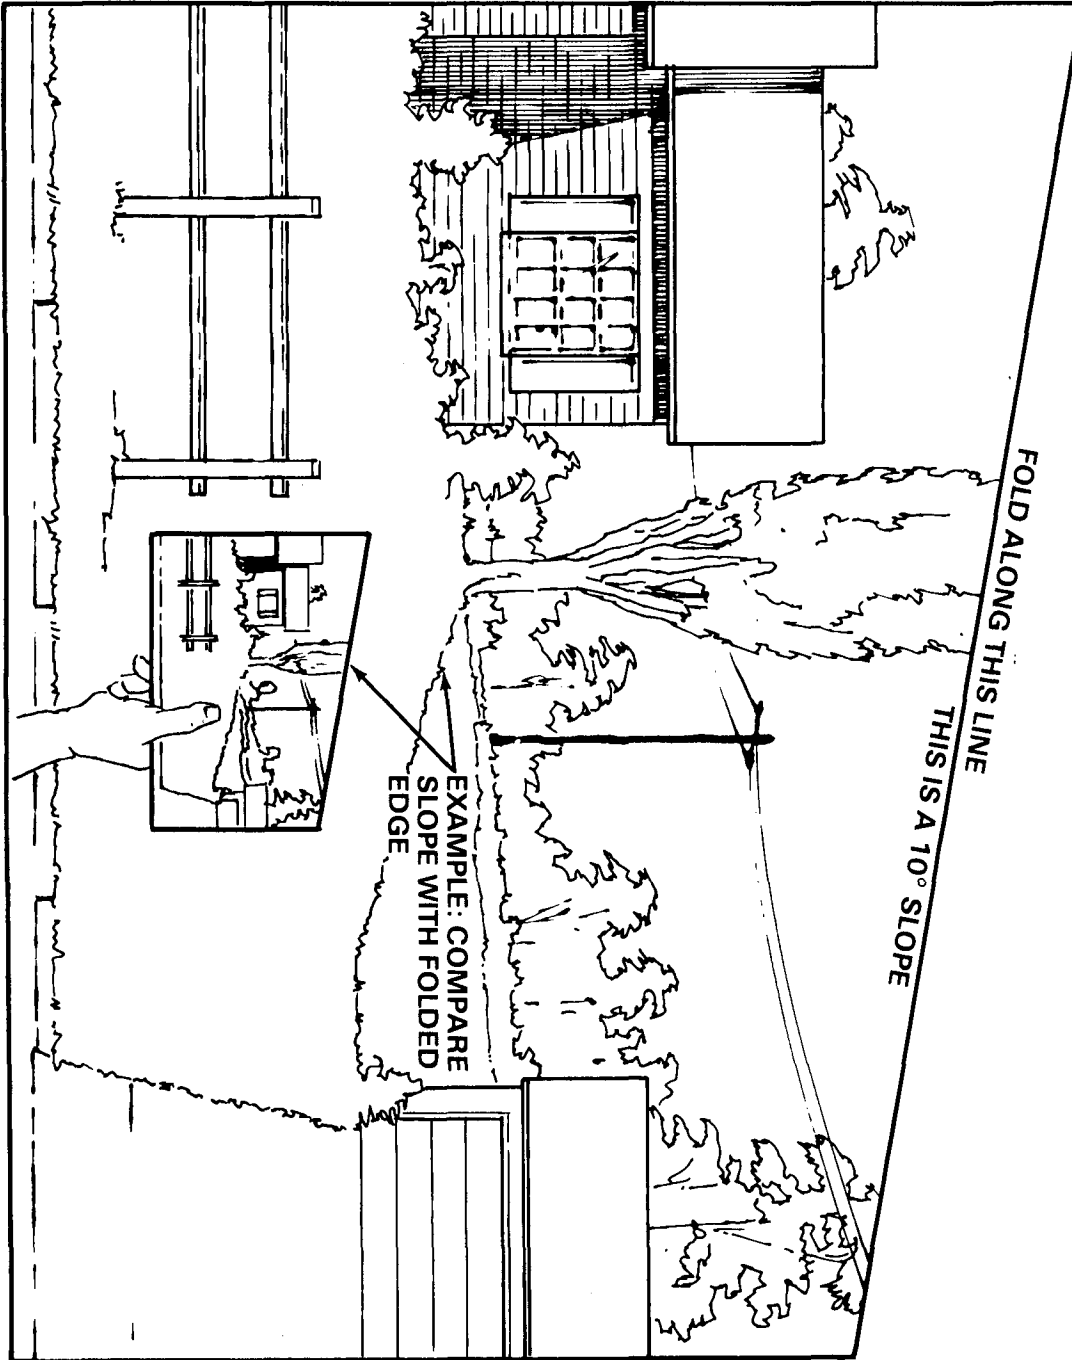 FOLD ALONG THIS LINE
THIS IS A 10° SLOPE
EXAMPLE: COMPARE
SLOPE WITH FOLDED
EDGE